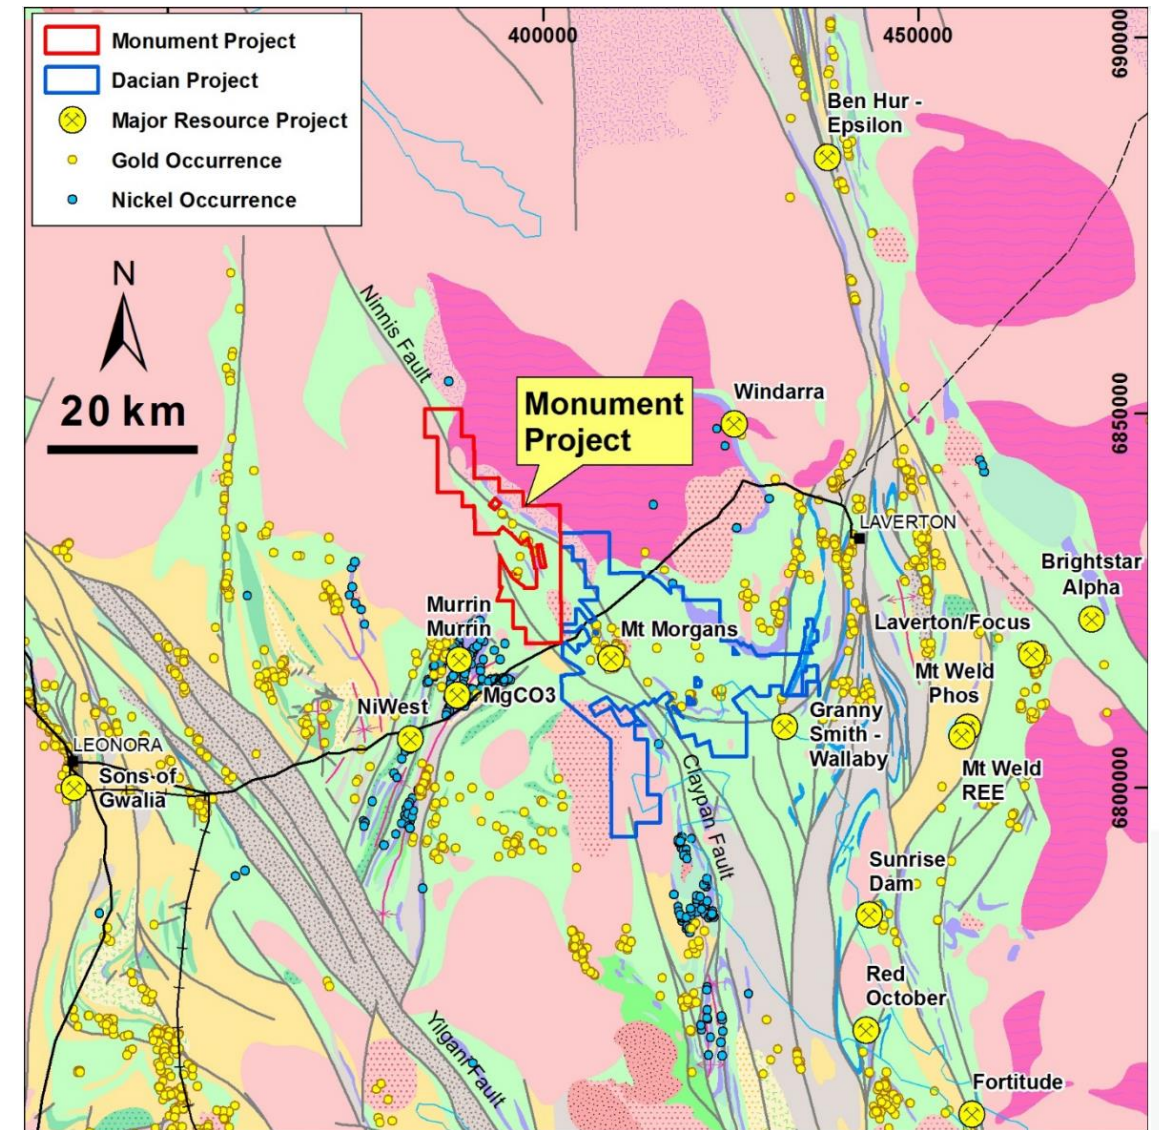 Monument Project
Dacian Project
Major Resource Project
Gold Occurrence
Nickel Occurrence
400000
450000
690000
Ben Hur -
Epsilon
N
20 km
Ninnis Fault
Monument
Project
Windarra
6850000
LAVERTON
Brightstar
Alpha
Murrin
Murrin
Mt Morgans
Laverton/Focus
Mt Weld
Phos
NiWest
MgCO3
Granny
Smith -
Wallaby
LEONORA
Sons of
Gwalia
Claypan Fault
Mt Weld
REE
6800000
Sunrise
Dam
Red
October
Yilgani Fault
Fortitude